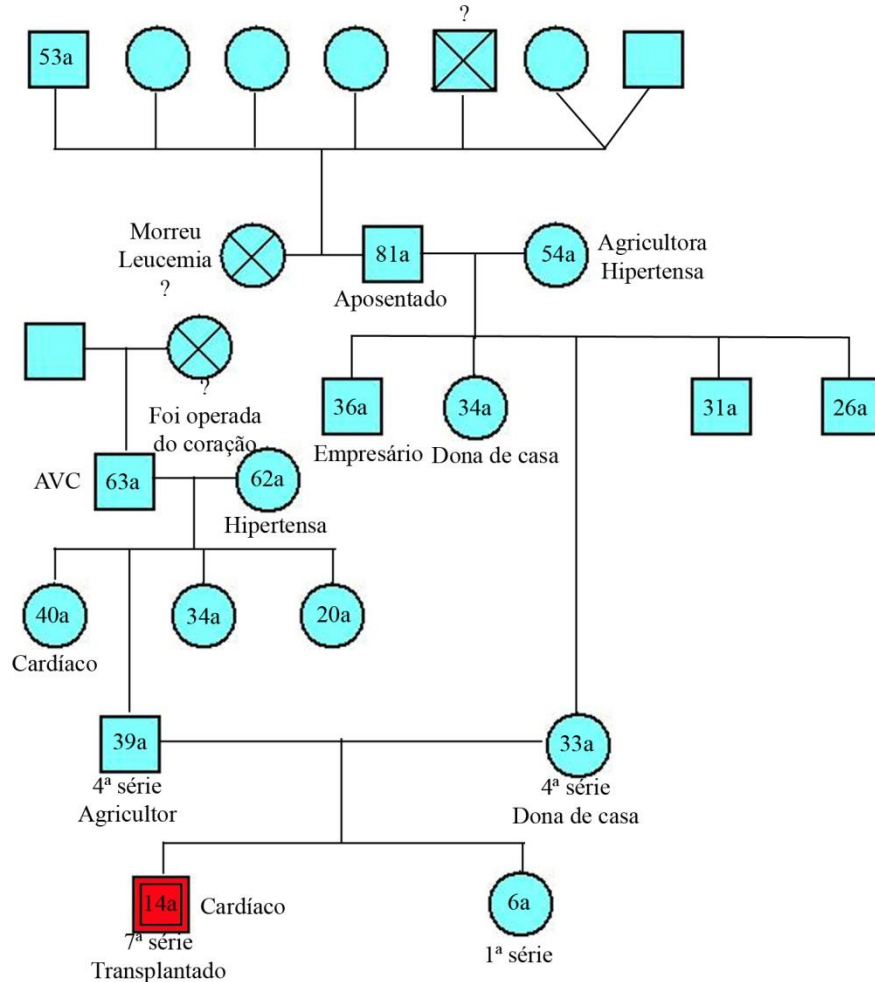 ?
53a
Morreu
Leucemia
?
81a
Aposentado
54a
Agricultora
Hipertensa
?
Foi operada
do coração
36a
Empresário
34a
Dona de casa
31a
26a
AVC
63a
62a
Hipertensa
40a
Cardíaco
34a
20a
39a
4ª série
Agricultor
33a
4ª série
Dona de casa
14a
Cardíaco
7ª série
Transplantado
6a
1ª série